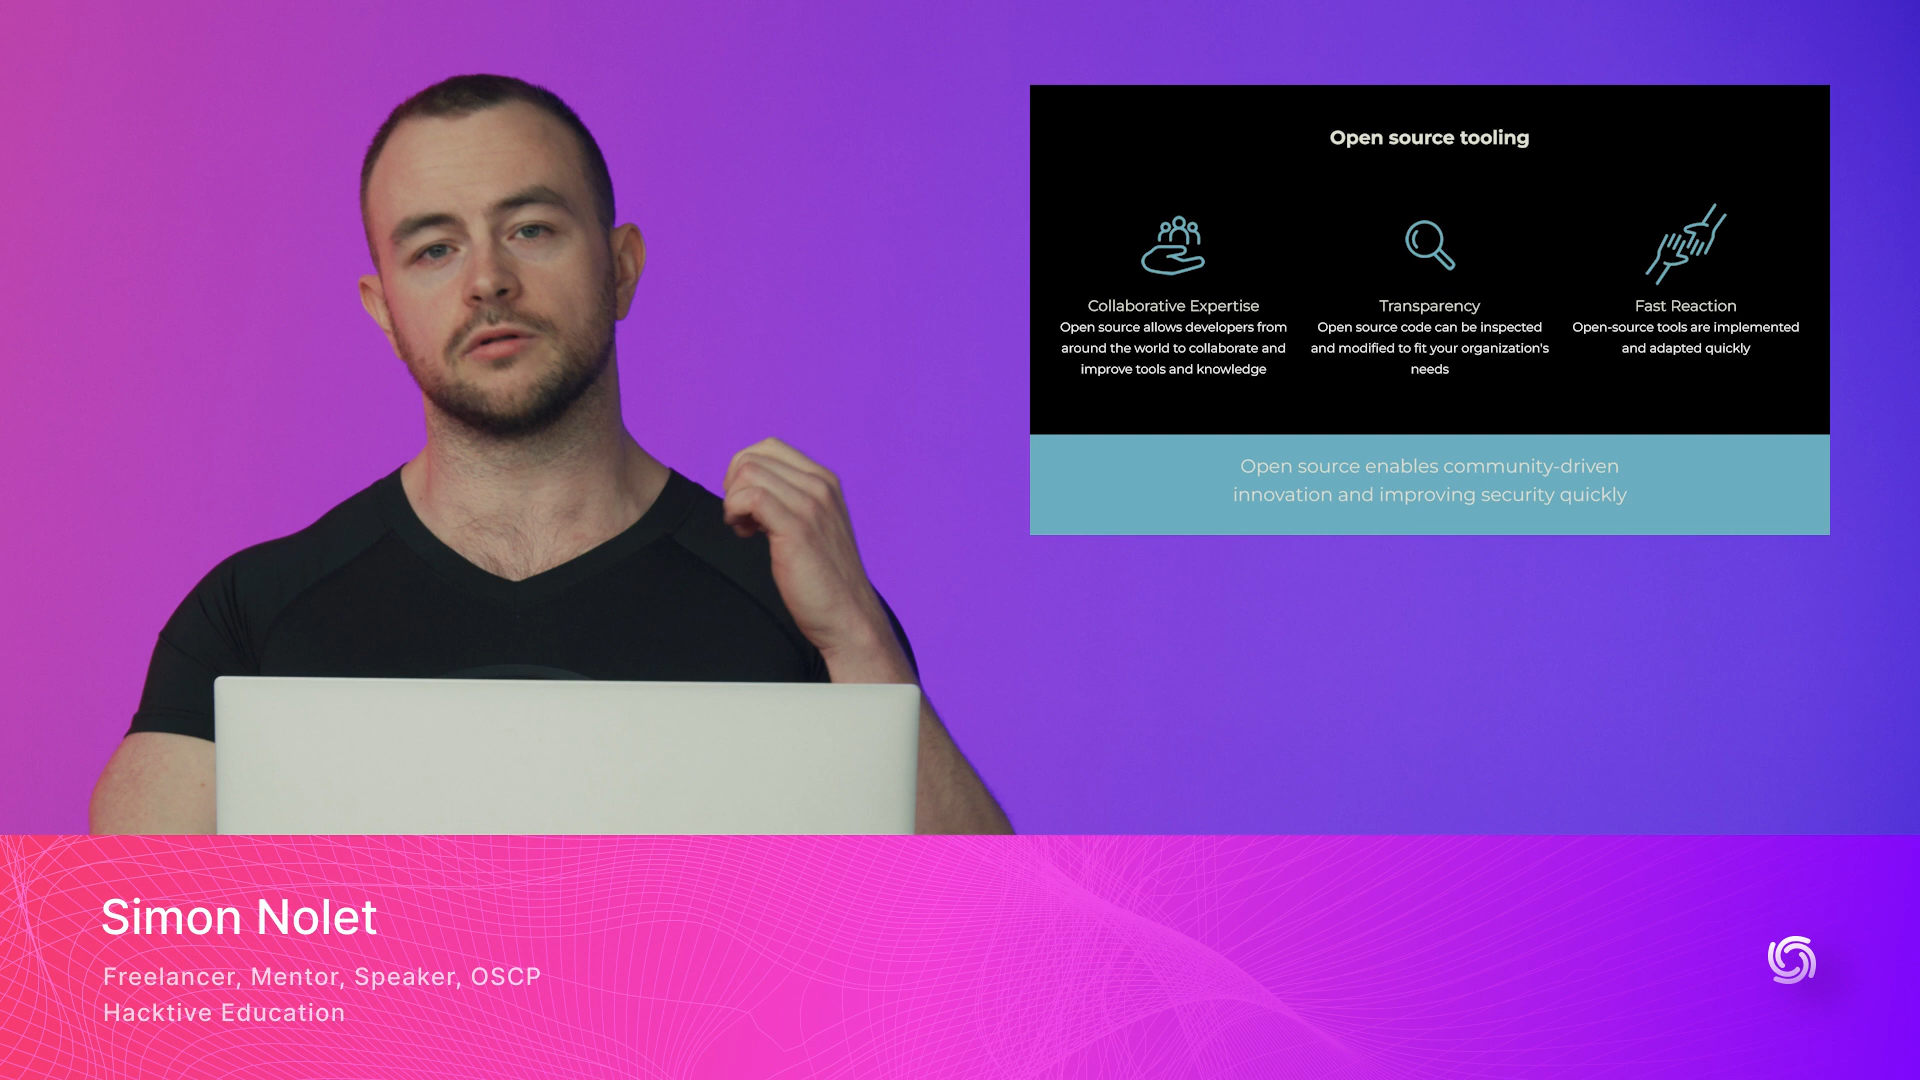 Open source tooling
Collaborative Expertise
Open source allows developers from
around the world to collaborate and
improve tools and knowledge
Transparency
Open source code can be inspected
and modified to fit your organization's
needs
Fast Reaction
Open-source tools are implemented
and adapted quickly
Open source enables community-driven
innovation and improving security quickly
Simon Nolet
Freelancer, Mentor, Speaker, OSCP
Hacktive Education